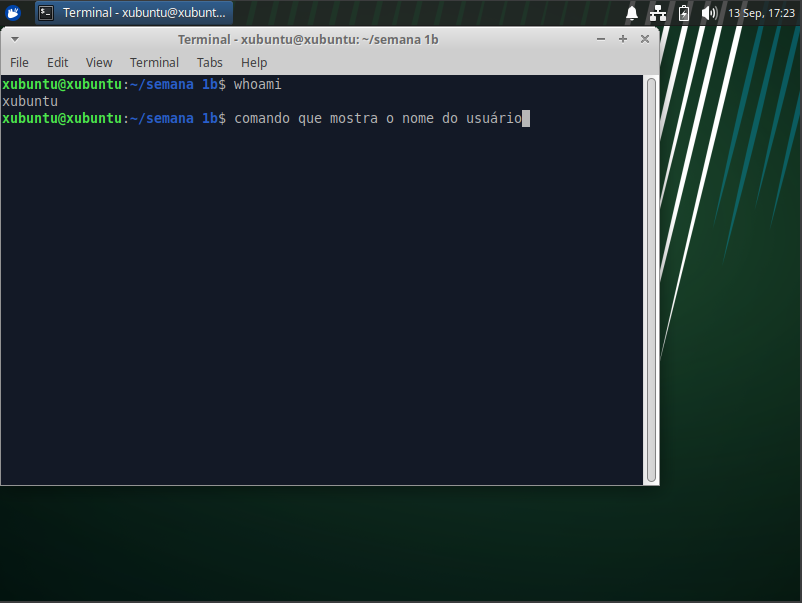 Terminal - xubuntu@xubunt...
13 Sep, 17:23
Terminal - xubuntu@xubuntu: ~/semana 1b
File Edit View Terminal Tabs Help
xubuntu@xubuntu:~/semana 1b$ whoami
xubuntu
xubuntu@xubuntu:~/semana 1b$ comando que mostra o nome do usuário